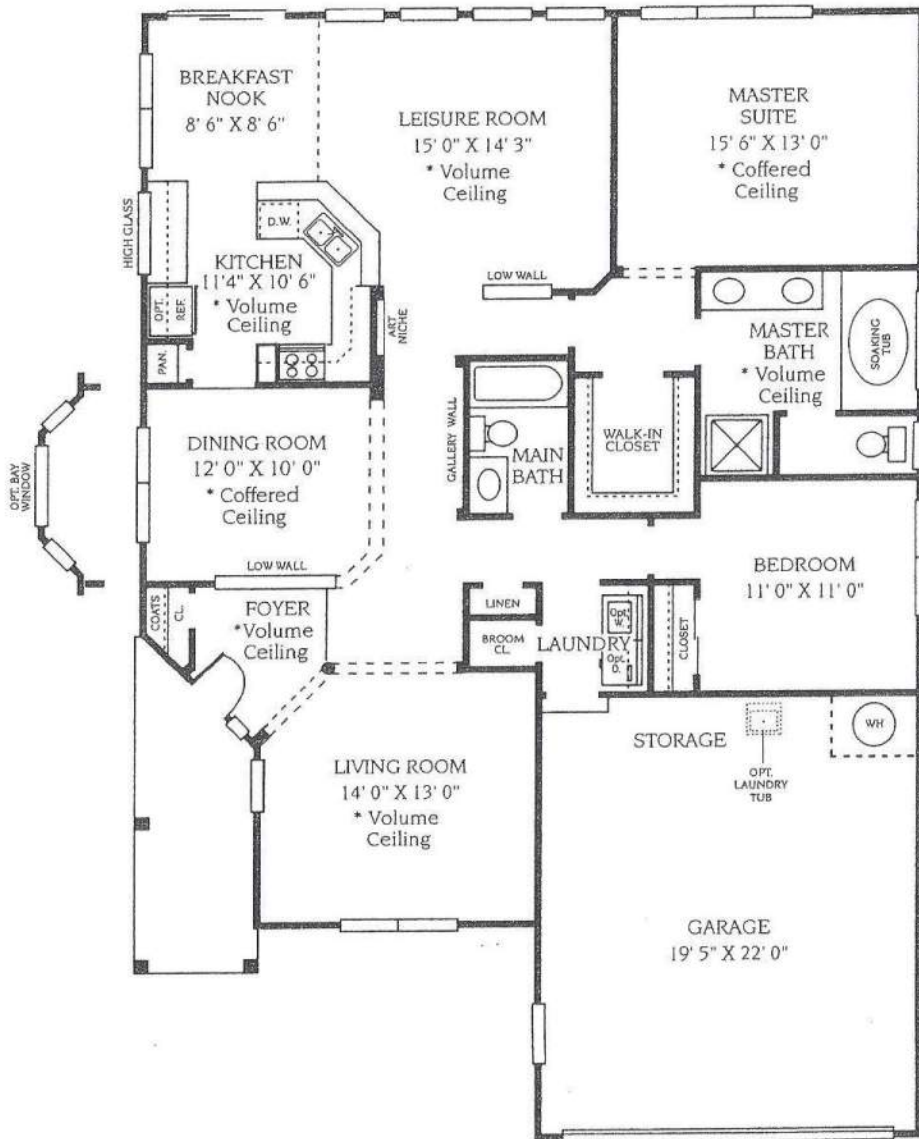 BREAKFAST
NOOK
8' 6" X 8' 6"
LEISURE ROOM
15' 0" X 14' 3"
* Volume
Ceiling
MASTER
SUITE
15' 6" X 13' 0"
* Coffered
Ceiling
HIGH GLASS
D.W.
KITCHEN
11'4" X 10' 6"
* Volume
Ceiling
OPT.
REF.
PAN.
ART
NICHE
LOW WALL
MASTER
BATH
* Volume
Ceiling
SOAKING
TUB
OPT. BAY
WINDOW
DINING ROOM
12' 0" X 10' 0"
* Coffered
Ceiling
GALLERY WALL
MAIN
BATH
WALK-IN
CLOSET
LOW WALL
BEDROOM
11' 0" X 11' 0"
COATS
CL.
FOYER
*Volume
Ceiling
LINEN
BROOM
CL.
LAUNDRY
Opt.
W.
Opt.
D.
CLOSET
LIVING ROOM
14' 0" X 13' 0"
* Volume
Ceiling
STORAGE
OPT.
LAUNDRY
TUB
WH
GARAGE
19' 5" X 22' 0"